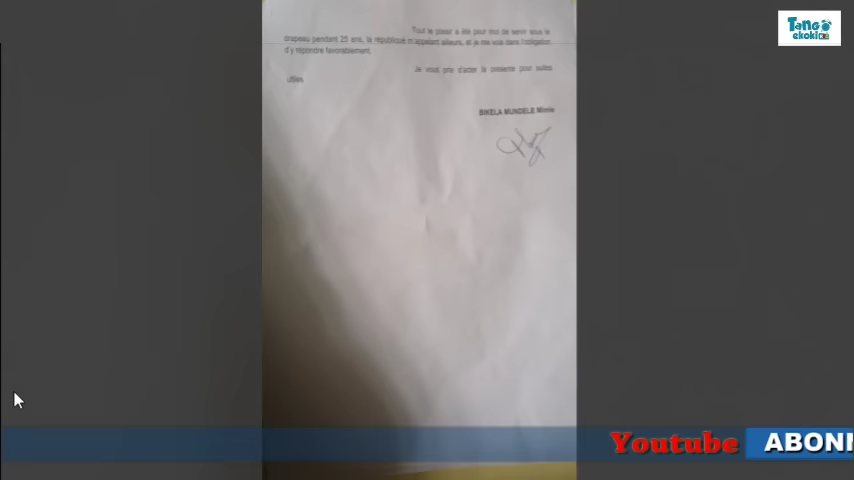 Tout le plaisir a été pour moi de servir sous le
drapeau pendant 25 ans, la république m'appelant ailleurs, et je me vois dans l'obligation
d'y répondre favorablement.
Je vous prie d'acter la présente pour suites
utiles.
BIKELA MUNDELE Mimie
Tango
ekoki
Youtube
ABONN